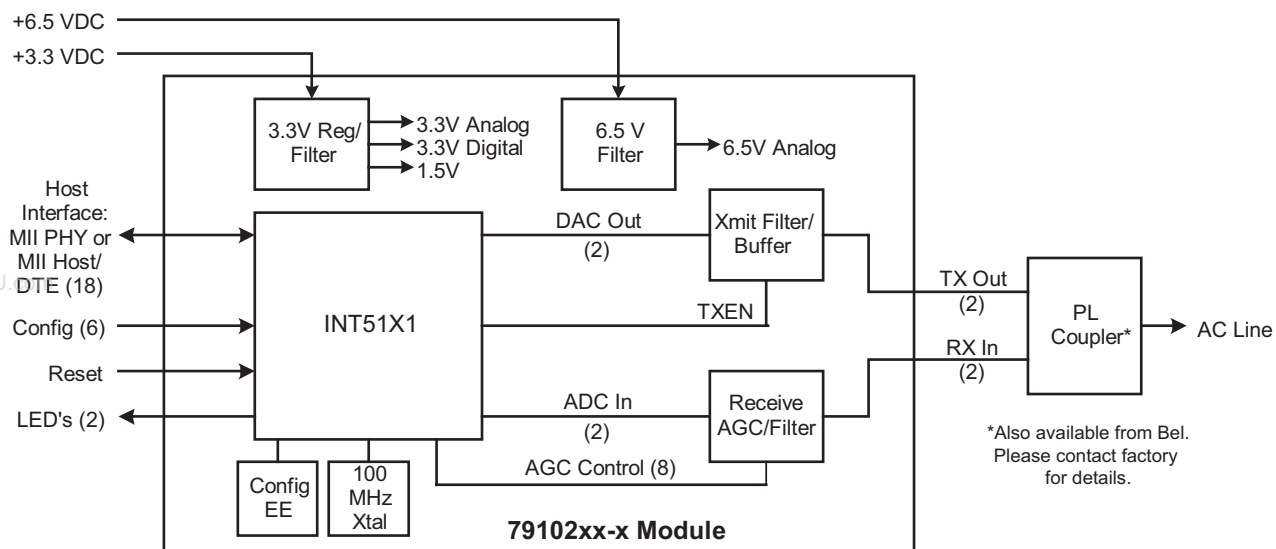 +6.5 VDC
+3.3 VDC
3.3V Reg/
Filter
3.3V Analog
3.3V Digital
1.5V
6.5 V
Filter
6.5V Analog
Host
Interface:
MII PHY or
MII Host/
DTE (18)
Config (6)
Reset
LED's (2)
INT51X1
DAC Out
(2)
TXEN
Xmit Filter/
Buffer
ADC In
(2)
AGC Control (8)
Receive
AGC/Filter
Config
EE
100
MHz
Xtal
79102xx-x Module
TX Out
(2)
RX In
(2)
PL
Coupler*
AC Line
*Also available from Bel.
Please contact factory
for details.